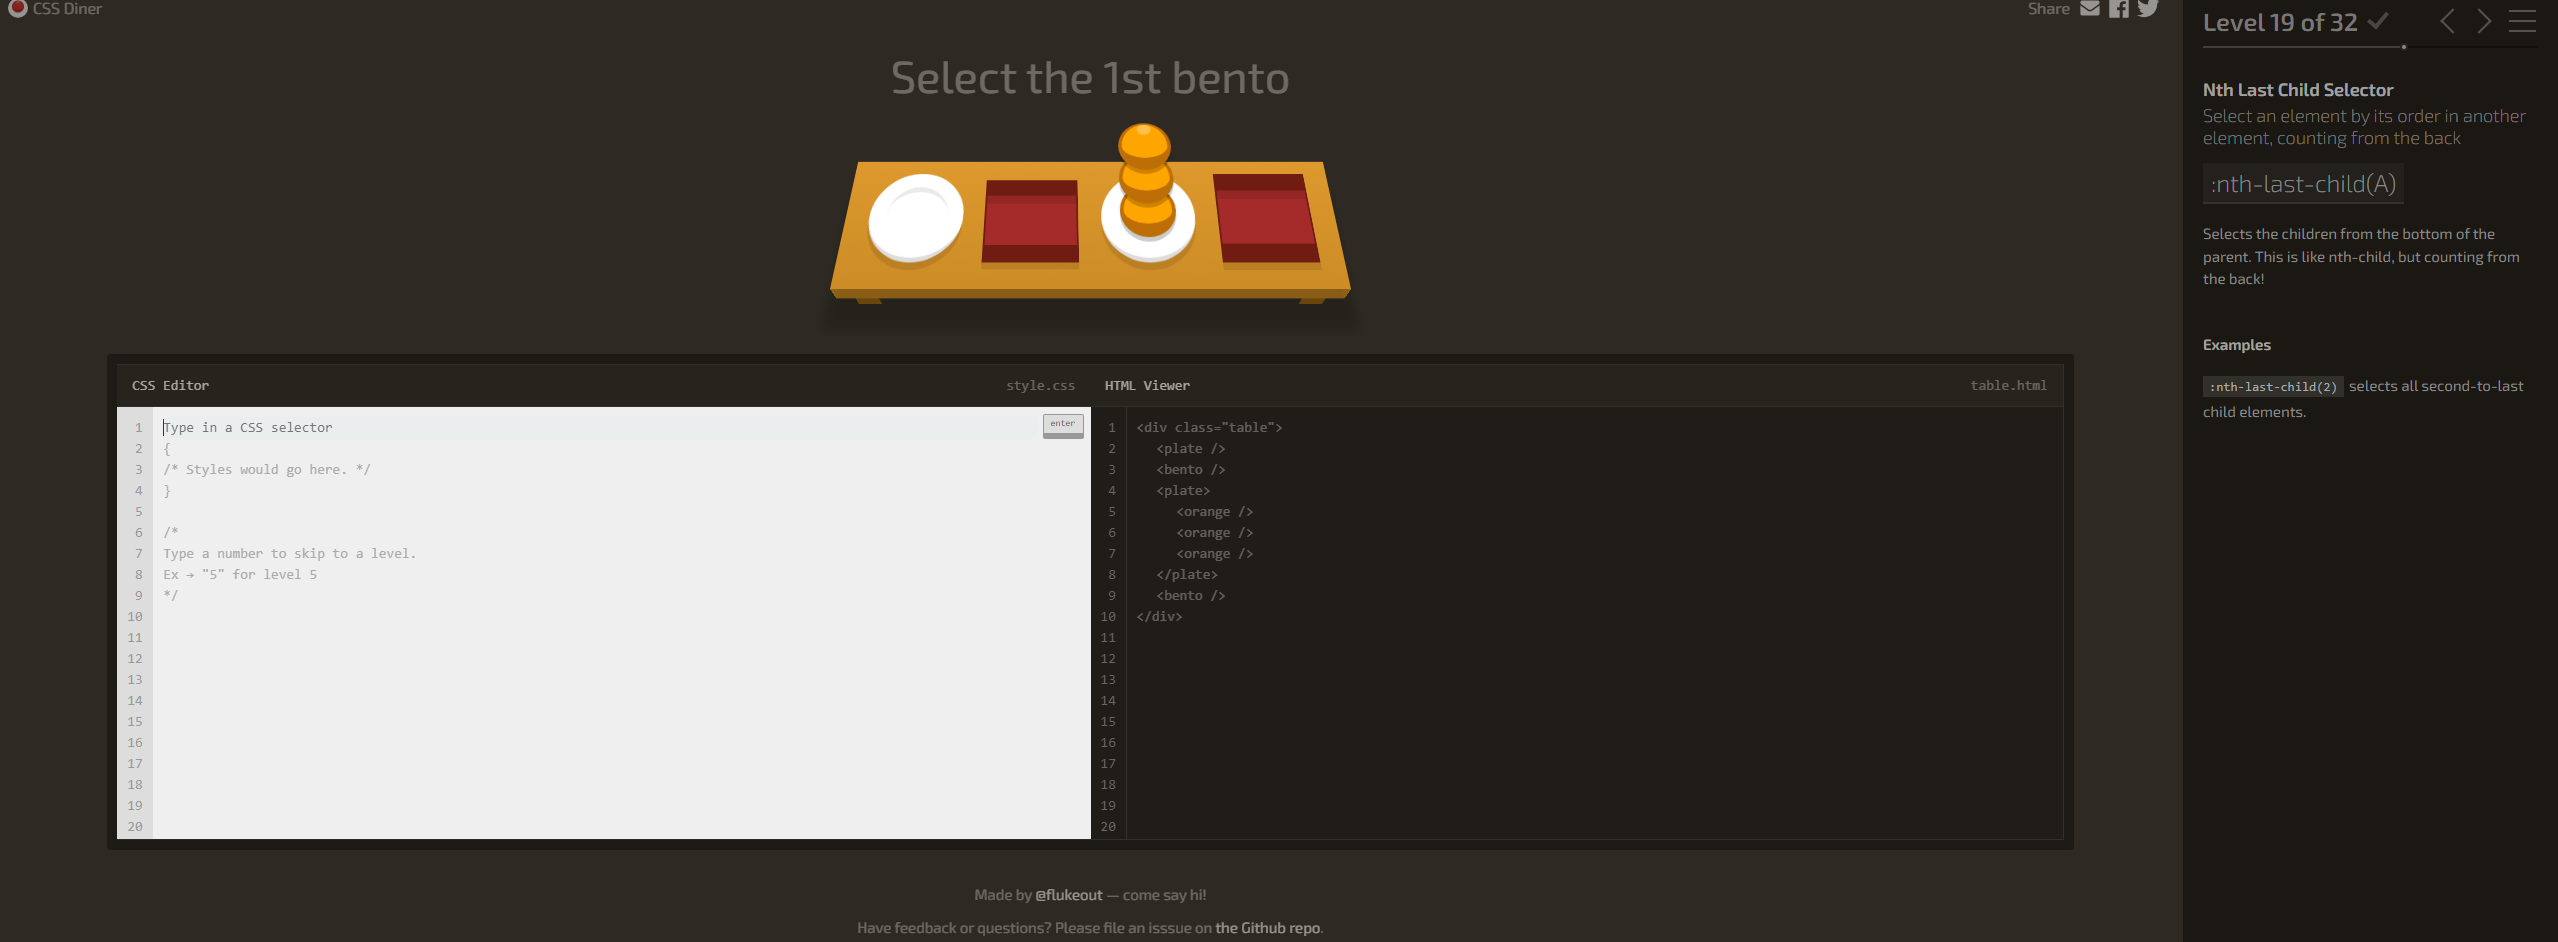 CSS Diner
Share
Select the 1st bento
CSS Editor
style.css
1 Type in a CSS selector
enter
2 {
3 /* Styles would go here. */
4 }
5
6 /*
7 Type a number to skip to a level.
8 Ex → "5" for level 5
9 */
10
11
12
13
14
15
16
17
18
19
20
HTML Viewer
table.html
1 <div class="table">
2 <plate />
3 <bento />
4 <plate>
5 <orange />
6 <orange />
7 <orange />
8 </plate>
9 <bento />
10 </div>
11
12
13
14
15
16
17
18
19
20
Made by @flukeout — come say hi!
Have feedback or questions? Please file an isssue on the Github repo.
Level 19 of 32
Nth Last Child Selector
Select an element by its order in another
element, counting from the back
:nth-last-child(A)
Selects the children from the bottom of the
parent. This is like nth-child, but counting from
the back!
Examples
:nth-last-child(2) selects all second-to-last
child elements.